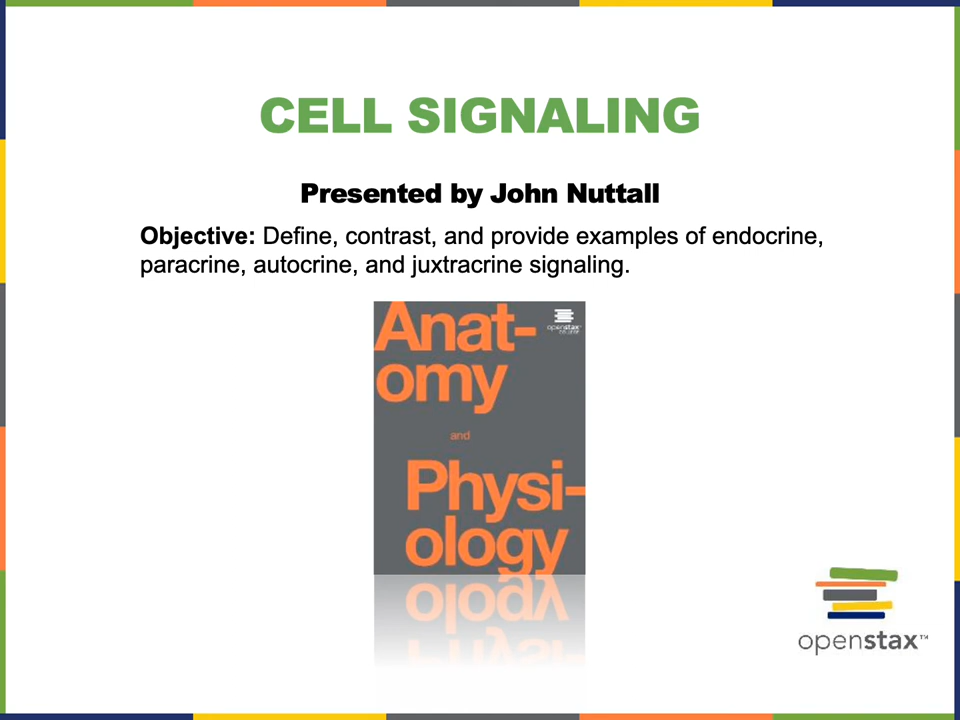 CELL SIGNALING
Presented by John Nuttall
Objective: Define, contrast, and provide examples of endocrine,
paracrine, autocrine, and juxtracrine signaling.
openstax
Anat-
omy
and
Physi-
ology
openstax™